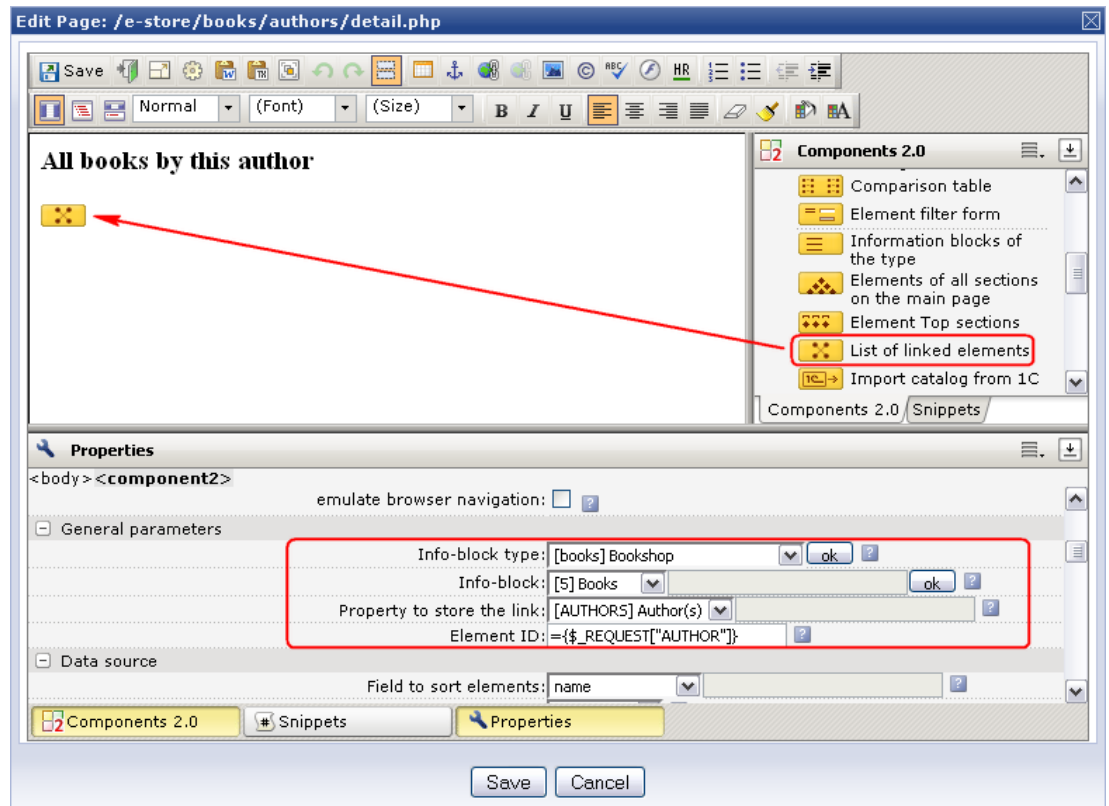 Edit Page: /e-store/books/authors/detail.php
Save
ABC
HR
Normal (Font) (Size) B I U
A
All books by this author
2 Components 2.0
Comparison table
Element filter form
Information blocks of
the type
Elements of all sections
on the main page
Element Top sections
List of linked elements
1C Import catalog from 1C
Components 2.0 Snippets
Properties
<body><component2>
emulate browser navigation: ?
General parameters
Info-block type: [books] Bookshop ok ?
Info-block: [5] Books ok ?
Property to store the link: [AUTHORS] Author(s) ?
Element ID: ={$_REQUEST["AUTHOR"]} ?
Data source
Field to sort elements: name ?
2 Components 2.0 # Snippets Properties
Save Cancel